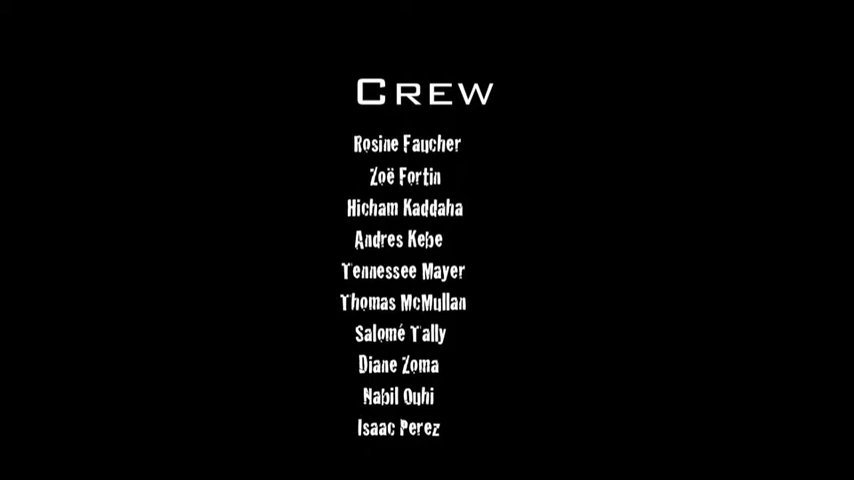 Crew
Rosine Faucher
Zoë Fortin
Hicham Kaddaha
Andres Kebe
Tennessee Mayer
Thomas McMullan
Salomé Tally
Diane Zoma
Nabil Ouhi
Isaac Perez